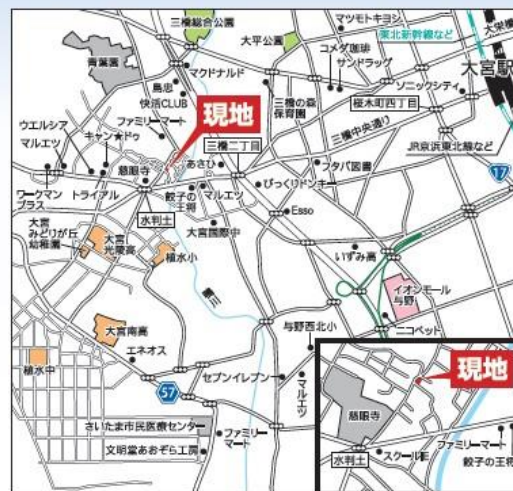 三橋総合公園
大平公園
マツモトキヨシ
東北新幹線など
大栄橋
青葉園
マクドナルド
コメダ珈琲
サンドラッグ
大宮駅
島忠
快活CLUB
三橋の森
保育園
ソニックシティ
桜木町四丁目
ファミリーマート
現地
三橋中央通り
ウエルシア
マルエツ
キャン★ドゥ
三橋二丁目
JR京浜東北線など
17
慈眼寺
あさひ
フタバ図書
ワークマン
プラス
トライアル
餃子の王将
マルエツ
びっくりドンキー
水判土
Esso
大宮
みどりが丘
幼稚園
大宮
光陵高
植水小
大宮国際中
いずみ高
イオンモール
与野
大宮南高
与野西北小
ニコペット
植水中
エネオス
57
セブンイレブン
マルエツ
さいたま市民医療センター
文明堂あおぞら工房
ファミリー
マート
現地
慈眼寺
水判土
スクールIE
ファミリーマート
餃子の王将